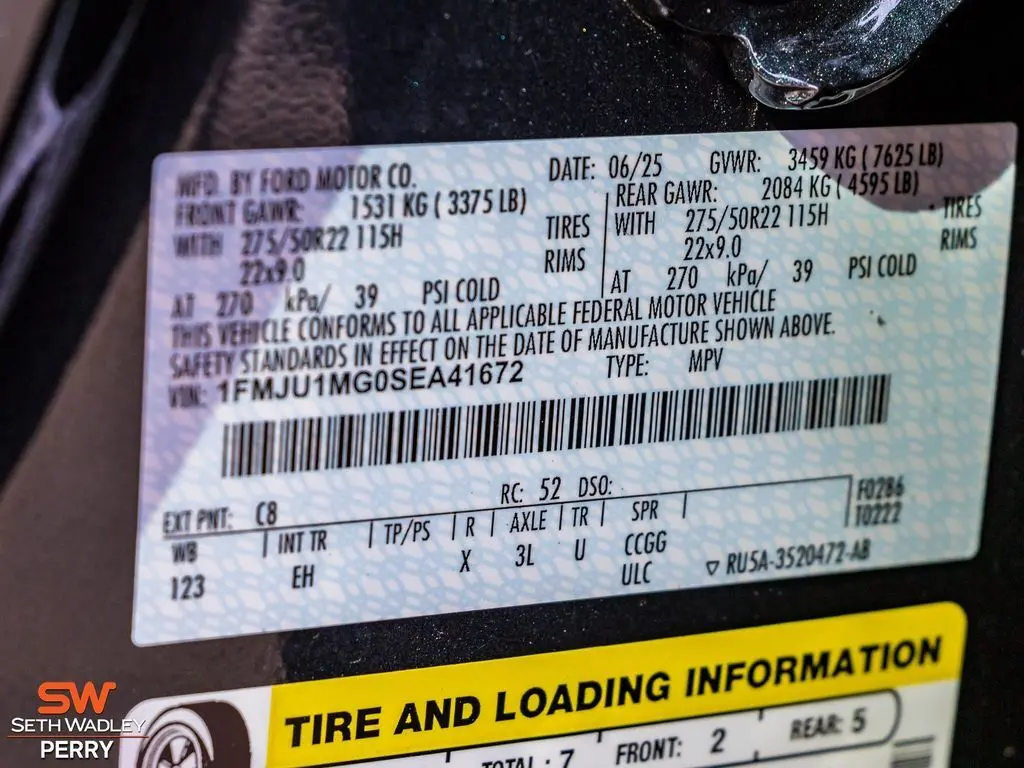 MFD. BY FORD MOTOR CO. DATE: 06/25 GVWR: 3459 KG ( 7625 LB)
FRONT GAWR: 1531 KG ( 3375 LB) REAR GAWR: 2084 KG ( 4595 LB)
WITH 275/50R22 115H TIRES WITH 275/50R22 115H TIRES
22x9.0 RIMS 22x9.0 RIMS
AT 270 kPa/ 39 PSI COLD AT 270 kPa/ 39 PSI COLD
THIS VEHICLE CONFORMS TO ALL APPLICABLE FEDERAL MOTOR VEHICLE
SAFETY STANDARDS IN EFFECT ON THE DATE OF MANUFACTURE SHOWN ABOVE.
VIN: 1FMJU1MG0SEA41672 TYPE: MPV
EXT PNT: C8 RC: 52 DSO: F0286
WB INT TR TP/PS R AXLE TR SPR T0222
123 EH X 3L U CCGG
ULC ▽ RU5A-3520472-AB
TIRE AND LOADING INFORMATION
TOTAL : 7 FRONT: 2 REAR: 5
SW
SETH WADLEY
PERRY